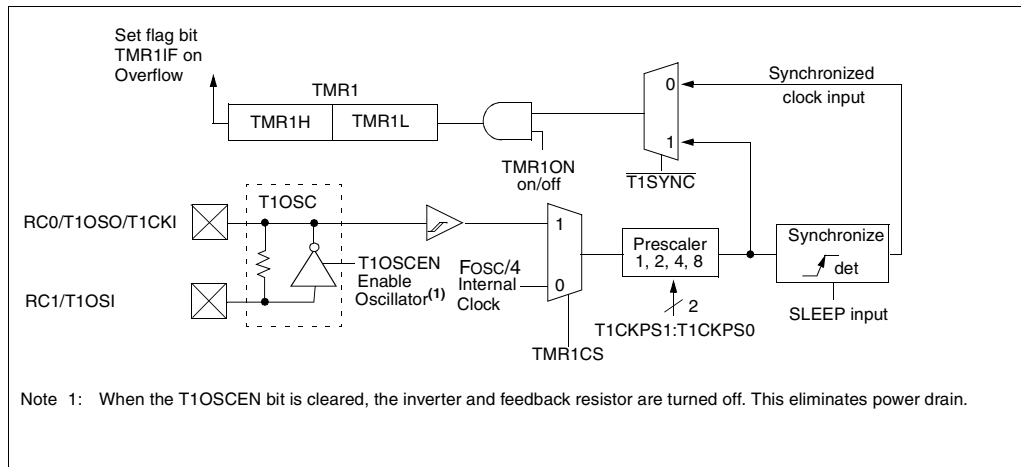 Set flag bit
TMR1IF on
Overflow
TMR1
TMR1H
TMR1L
TMR1ON
on/off
0
1
T1SYNC
Synchronized
clock input
T1OSC
RC0/T1OSO/T1CKI
RC1/T1OSI
T1OSCEN
Enable
Oscillator(1)
FOSC/4
Internal
Clock
1
0
TMR1CS
Prescaler
1, 2, 4, 8
2
T1CKPS1:T1CKPS0
Synchronize
det
SLEEP input
Note 1: When the T1OSCEN bit is cleared, the inverter and feedback resistor are turned off. This eliminates power drain.